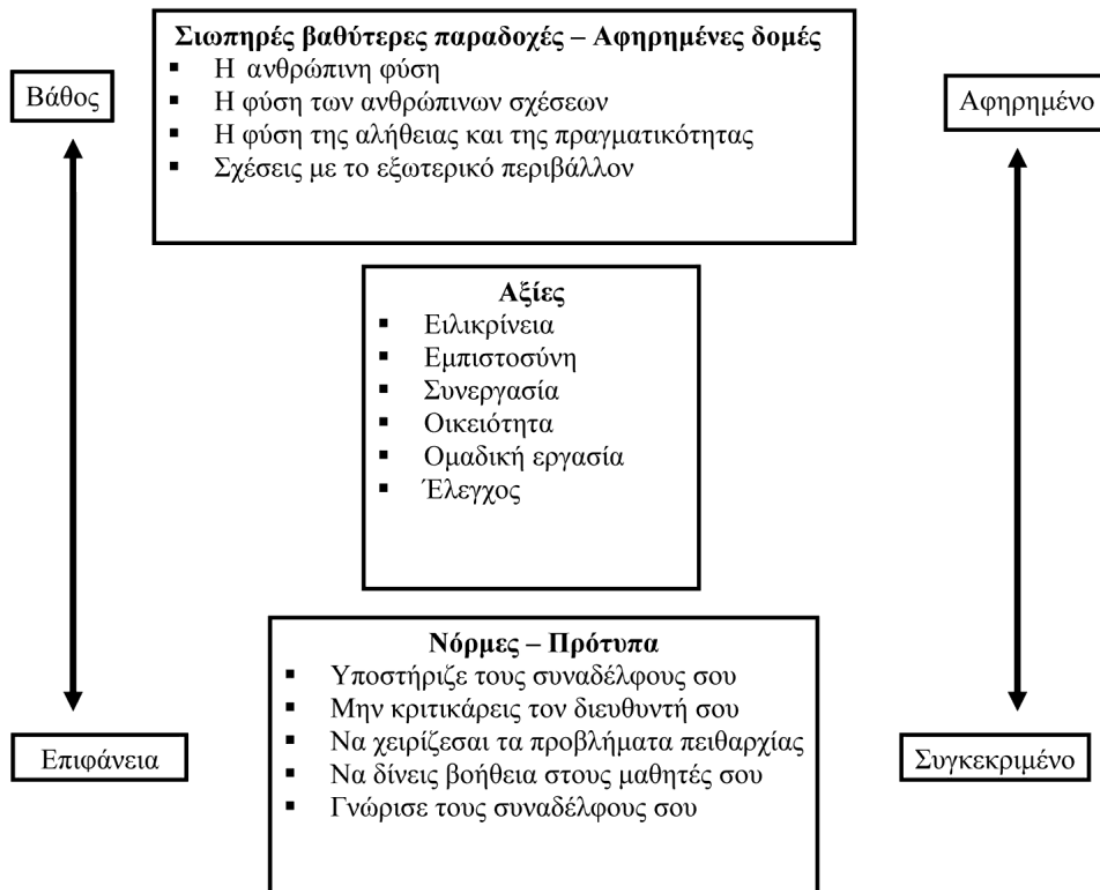 Σιωπηρές βαθύτερες παραδοχές – Αφηρημένες δομές
▪ Η ανθρώπινη φύση
▪ Η φύση των ανθρώπινων σχέσεων
▪ Η φύση της αλήθειας και της πραγματικότητας
▪ Σχέσεις με το εξωτερικό περιβάλλον
Βάθος
Αφηρημένο
Αξίες
▪ Ειλικρίνεια
▪ Εμπιστοσύνη
▪ Συνεργασία
▪ Οικειότητα
▪ Ομαδική εργασία
▪ Έλεγχος
Νόρμες – Πρότυπα
▪ Υποστήριζε τους συναδέλφους σου
▪ Μην κριτικάρεις τον διευθυντή σου
▪ Να χειρίζεσαι τα προβλήματα πειθαρχίας
▪ Να δίνεις βοήθεια στους μαθητές σου
▪ Γνώρισε τους συναδέλφους σου
Επιφάνεια
Συγκεκριμένο